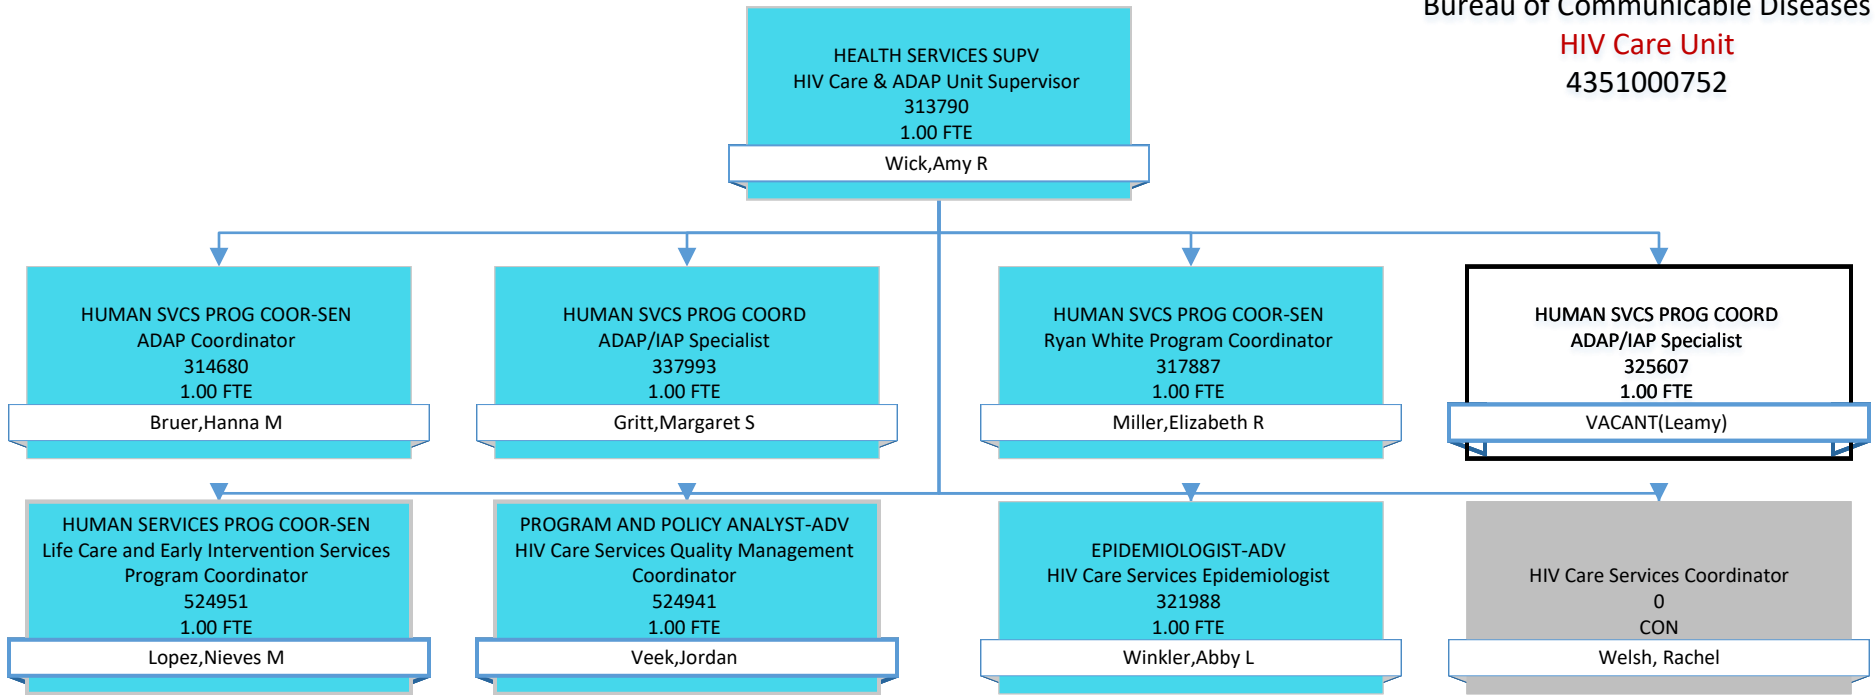 Bureau of Communicable Diseases
HIV Care Unit
4351000752
HEALTH SERVICES SUPV
HIV Care & ADAP Unit Supervisor
313790
1.00 FTE
Wick,Amy R
HUMAN SVCS PROG COOR-SEN
ADAP Coordinator
314680
1.00 FTE
Bruer,Hanna M
HUMAN SVCS PROG COORD
ADAP/IAP Specialist
337993
1.00 FTE
Gritt,Margaret S
HUMAN SVCS PROG COOR-SEN
Ryan White Program Coordinator
317887
1.00 FTE
Miller,Elizabeth R
HUMAN SVCS PROG COORD
ADAP/IAP Specialist
325607
1.00 FTE
VACANT(Leamy)
HUMAN SERVICES PROG COOR-SEN
Life Care and Early Intervention Services
Program Coordinator
524951
1.00 FTE
Lopez,Nieves M
PROGRAM AND POLICY ANALYST-ADV
HIV Care Services Quality Management
Coordinator
524941
1.00 FTE
Veek,Jordan
EPIDEMIOLOGIST-ADV
HIV Care Services Epidemiologist
321988
1.00 FTE
Winkler,Abby L
HIV Care Services Coordinator
0
CON
Welsh, Rachel